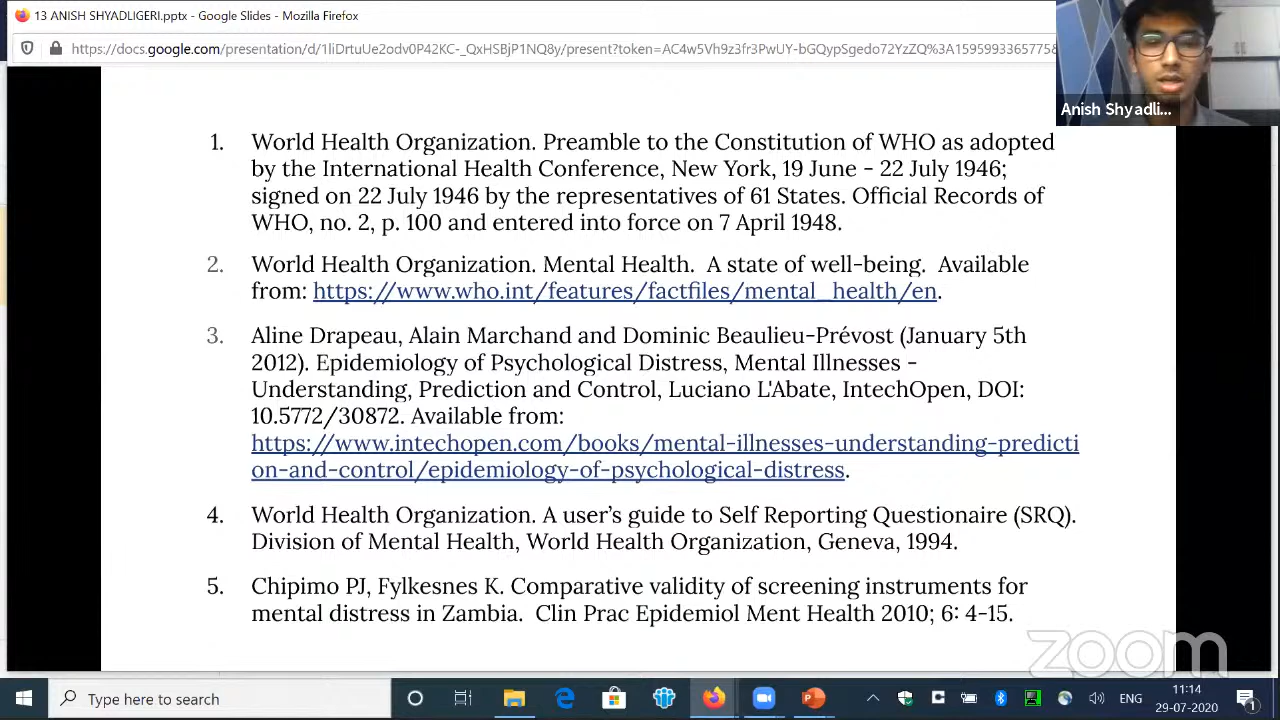 13 ANISH SHYADLIGERI.pptx - Google Slides - Mozilla Firefox
https://docs.google.com/presentation/d/1liDrtuUe2odv0P42KC-_QxHSBjP1NQ8y/present?token=AC4w5Vh9z3fr3PwUY-bGQypSgedo72YzZQ%3A1595993365775
Anish Shyadli...
1. World Health Organization. Preamble to the Constitution of WHO as adopted
by the International Health Conference, New York, 19 June - 22 July 1946;
signed on 22 July 1946 by the representatives of 61 States. Official Records of
WHO, no. 2, p. 100 and entered into force on 7 April 1948.
2. World Health Organization. Mental Health. A state of well-being. Available
from: https://www.who.int/features/factfiles/mental_health/en.
3. Aline Drapeau, Alain Marchand and Dominic Beaulieu-Prévost (January 5th
2012). Epidemiology of Psychological Distress, Mental Illnesses -
Understanding, Prediction and Control, Luciano L'Abate, IntechOpen, DOI:
10.5772/30872. Available from:
https://www.intechopen.com/books/mental-illnesses-understanding-predicti
on-and-control/epidemiology-of-psychological-distress.
4. World Health Organization. A user's guide to Self Reporting Questionaire (SRQ).
Division of Mental Health, World Health Organization, Geneva, 1994.
5. Chipimo PJ, Fylkesnes K. Comparative validity of screening instruments for
mental distress in Zambia. Clin Prac Epidemiol Ment Health 2010; 6: 4-15.
zoom
Type here to search
ENG
11:14
29-07-2020
1